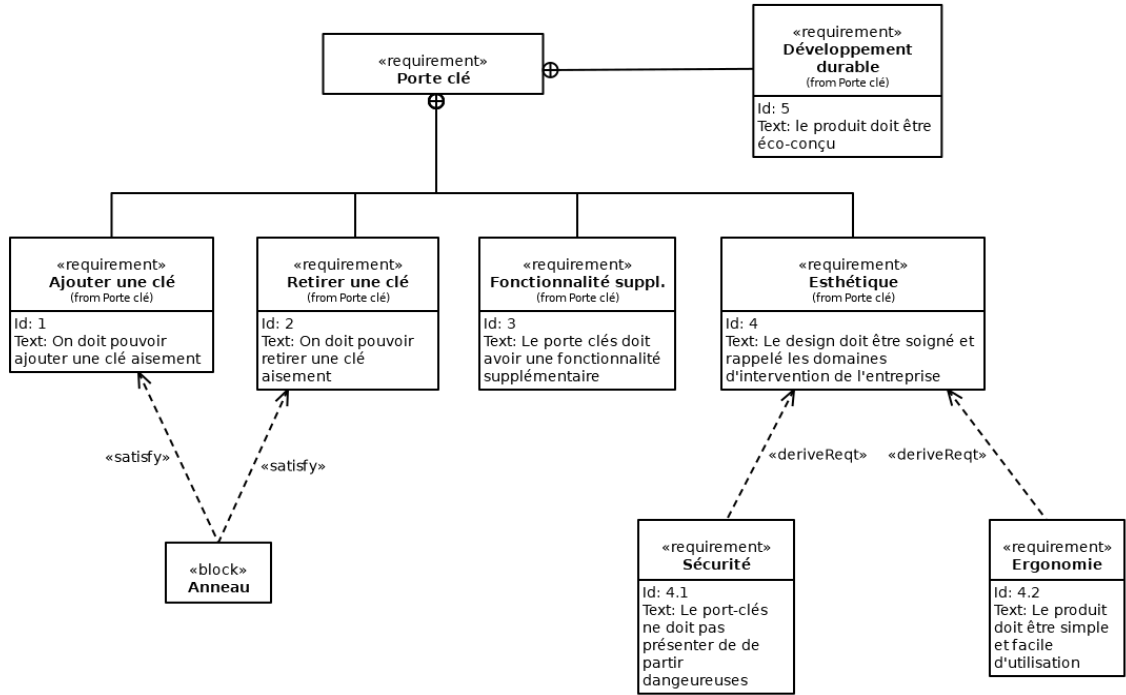 «requirement»
Porte clé
«requirement»
Développement
durable
(from Porte clé)
Id: 5
Text: le produit doit être
éco-conçu
«requirement»
Ajouter une clé
(from Porte clé)
Id: 1
Text: On doit pouvoir
ajouter une clé aisement
«requirement»
Retirer une clé
(from Porte clé)
Id: 2
Text: On doit pouvoir
retirer une clé
aisement
«requirement»
Fonctionnalité suppl.
(from Porte clé)
Id: 3
Text: Le porte clés doit
avoir une fonctionnalité
supplémentaire
«requirement»
Esthétique
(from Porte clé)
Id: 4
Text: Le design doit être soigné et
rappelé les domaines
d'intervention de l'entreprise
«satisfy»
«satisfy»
«deriveReqt»
«deriveReqt»
«block»
Anneau
«requirement»
Sécurité
Id: 4.1
Text: Le port-clés
ne doit pas
présenter de de
partir
dangeureuses
«requirement»
Ergonomie
Id: 4.2
Text: Le produit
doit être simple
et facile
d'utilisation